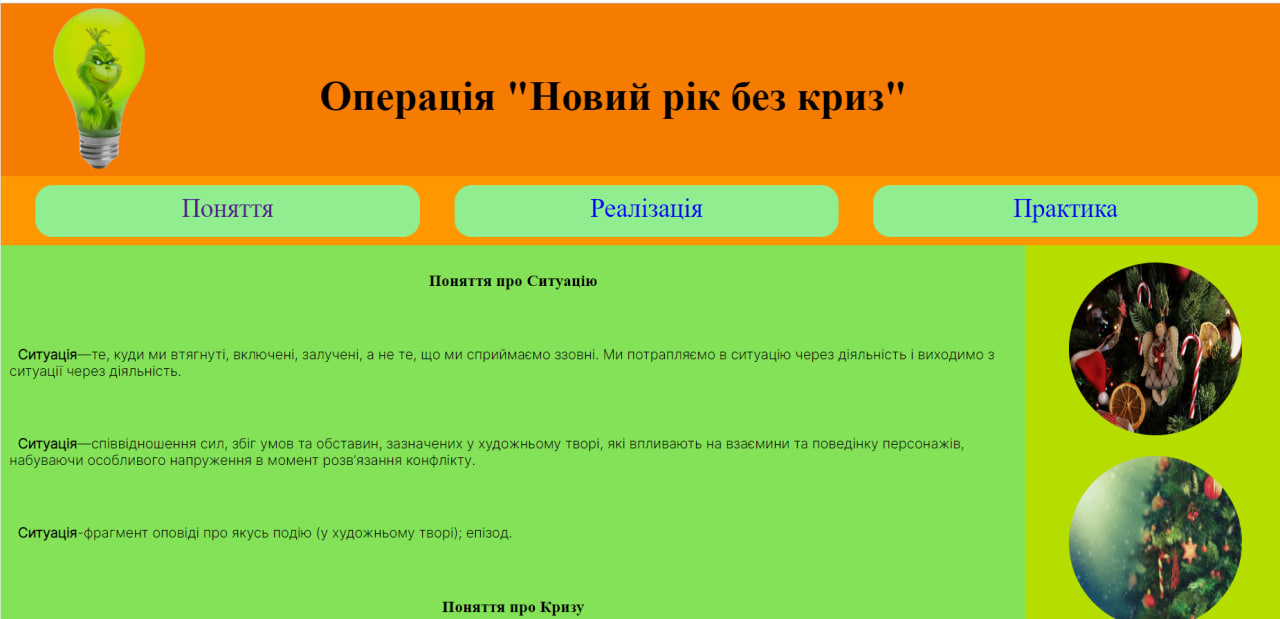 Операція "Новий рік без криз"
Поняття
Реалізація
Практика
Поняття про Ситуацію
Ситуація—те, куди ми втягнуті, включені, залучені, а не те, що ми сприймаємо ззовні. Ми потрапляємо в ситуацію через діяльність і виходимо з
ситуації через діяльність.
Ситуація—співвідношення сил, збіг умов та обставин, зазначених у художньому творі, які впливають на взаємини та поведінку персонажів,
набуваючи особливого напруження в момент розв’язання конфлікту.
Ситуація-фрагмент оповіді про якусь подію (у художньому творі); епізод.
Поняття про Кризу